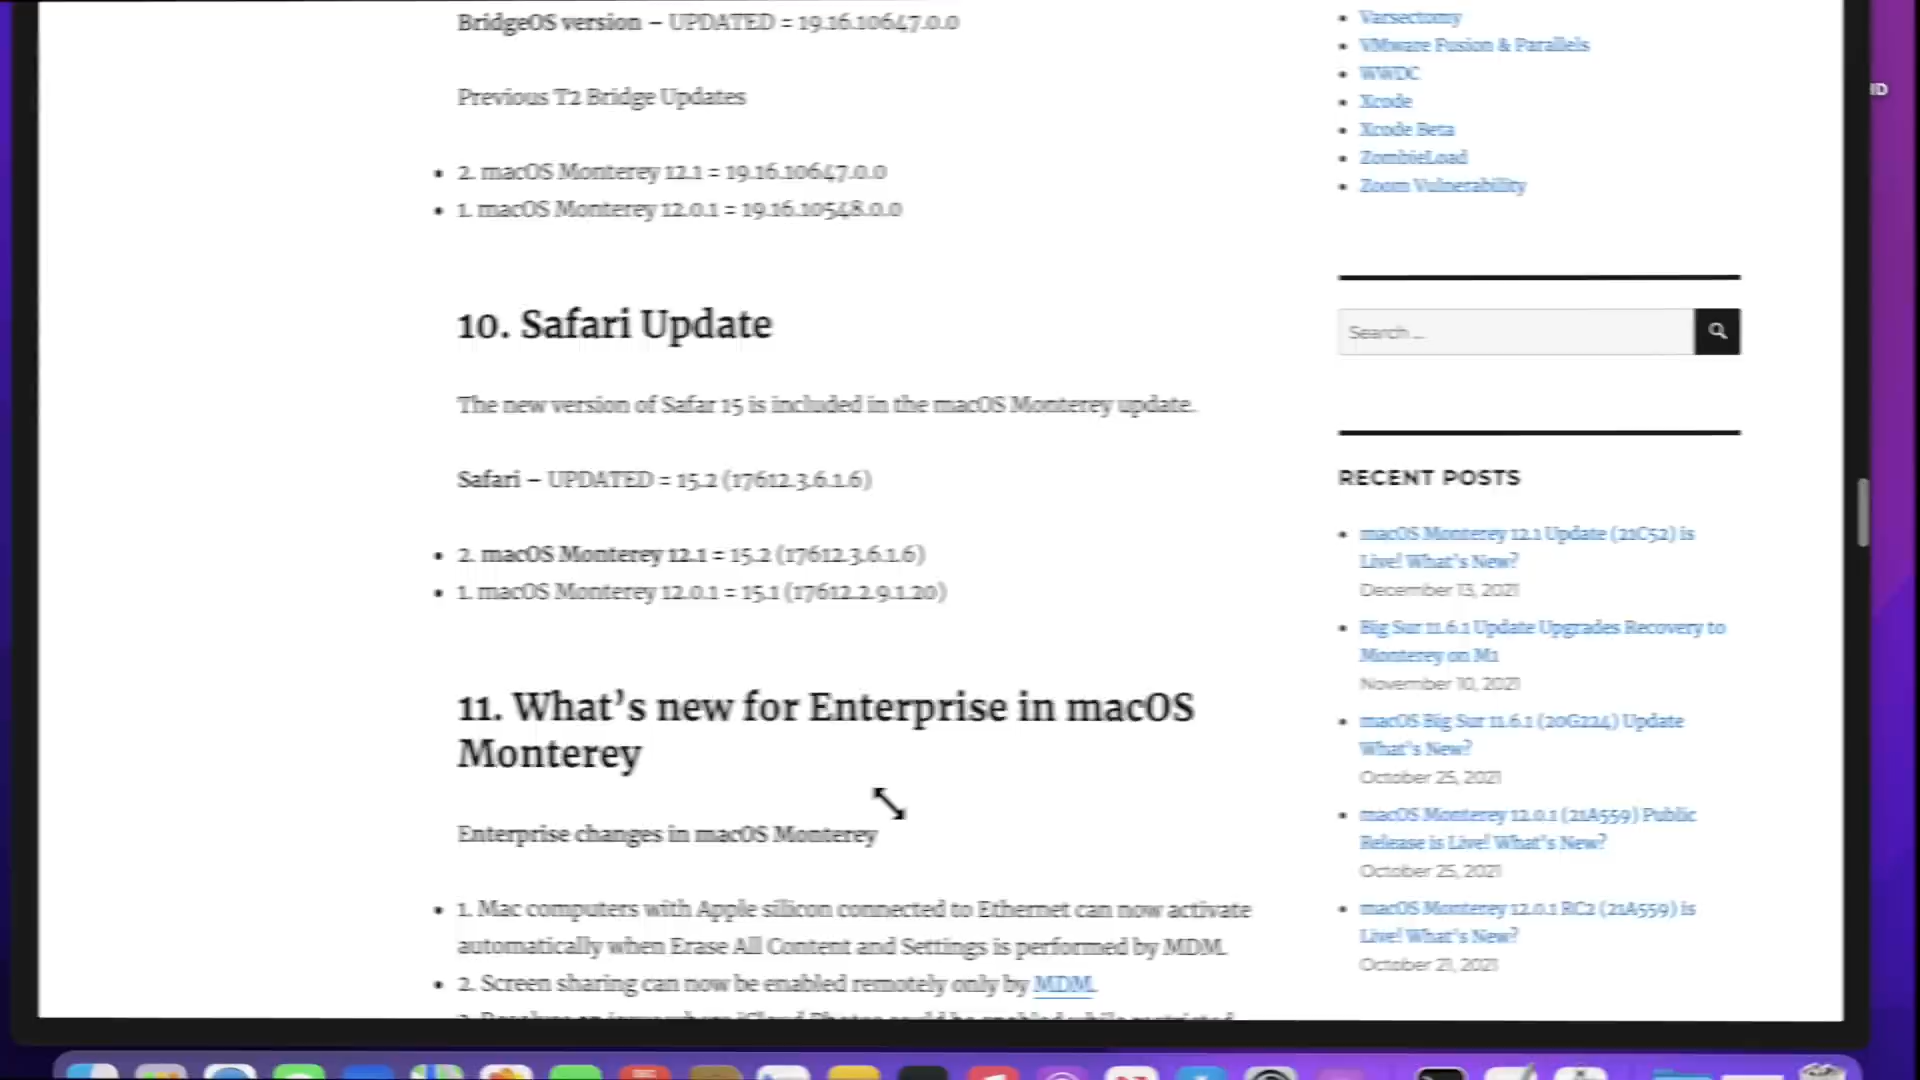 BridgeOS version – UPDATED = 19.16.10647.0.0
Previous T2 Bridge Updates
2. macOS Monterey 12.1 = 19.16.10647.0.0
1. macOS Monterey 12.0.1 = 19.16.10548.0.0
10. Safari Update
The new version of Safar 15 is included in the macOS Monterey update.
Safari – UPDATED = 15.2 (17612.3.6.1.6)
2. macOS Monterey 12.1 = 15.2 (17612.3.6.1.6)
1. macOS Monterey 12.0.1 = 15.1 (17612.2.9.1.20)
11. What's new for Enterprise in macOS
Monterey
Enterprise changes in macOS Monterey
1. Mac computers with Apple silicon connected to Ethernet can now activate
automatically when Erase All Content and Settings is performed by MDM.
2. Screen sharing can now be enabled remotely only by MDM.
Varsectomy
VMware Fusion & Parallels
WWDC
Xcode
Xcode Beta
ZombieLoad
Zoom Vulnerability
Search …
RECENT POSTS
macOS Monterey 12.1 Update (21C52) is
Live! What's New?
December 13, 2021
Big Sur 11.6.1 Update Upgrades Recovery to
Monterey on M1
November 10, 2021
macOS Big Sur 11.6.1 (20G224) Update
What's New?
October 25, 2021
macOS Monterey 12.0.1 (21A559) Public
Release is Live! What's New?
October 25, 2021
macOS Monterey 12.0.1 RC2 (21A559) is
Live! What's New?
October 21, 2021